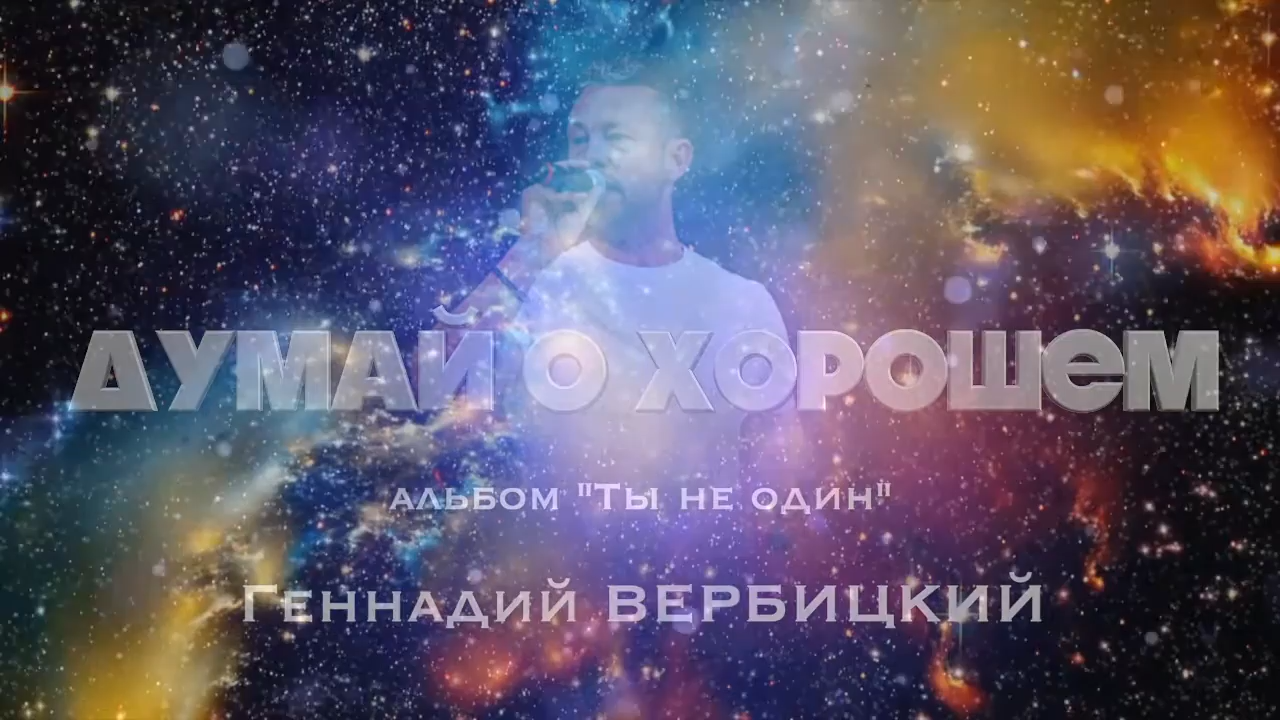 ДУМАЙ О ХОРОШЕМ
альбом "Ты не один"
Геннадий ВЕРБИЦКИЙ